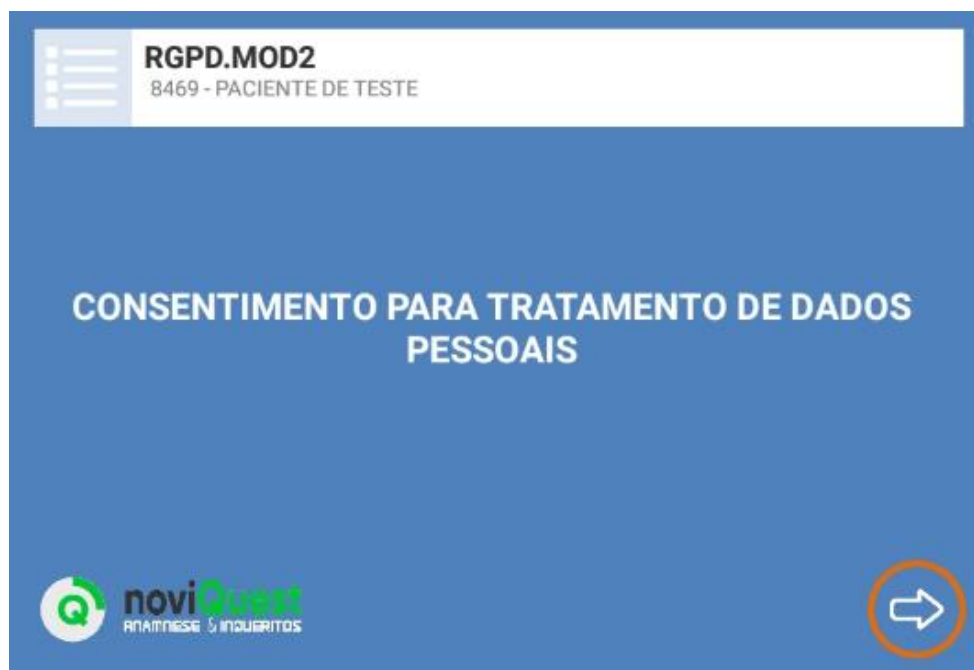 RGPD.MOD2
8469 - PACIENTE DE TESTE
CONSENTIMENTO PARA TRATAMENTO DE DADOS
PESSOAIS
Q noviQuest
ANAMNESE & INQUERITOS